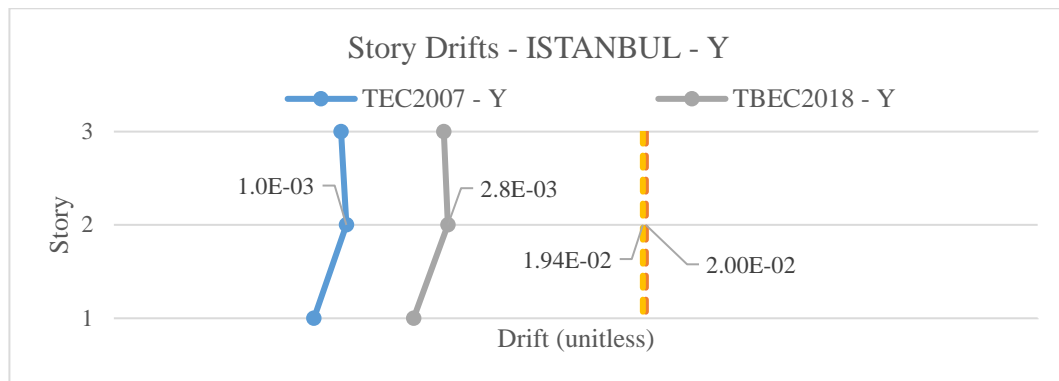 Story Drifts - ISTANBUL - Y
TEC2007 - Y
TBEC2018 - Y
3
1.0E-03
2.8E-03
Story
2
1.94E-02
2.00E-02
1
Drift (unitless)